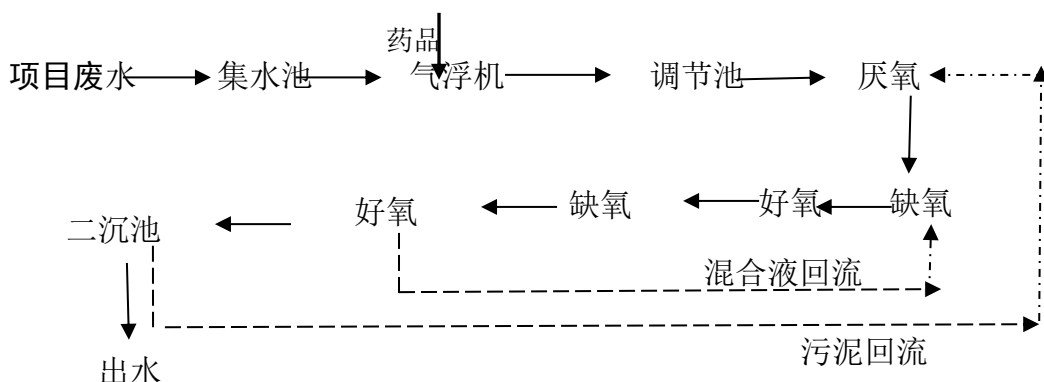 药品
项目废水 集水池 气浮机 调节池 厌氧
二沉池 好氧 缺氧 好氧 缺氧
混合液回流
污泥回流
出水